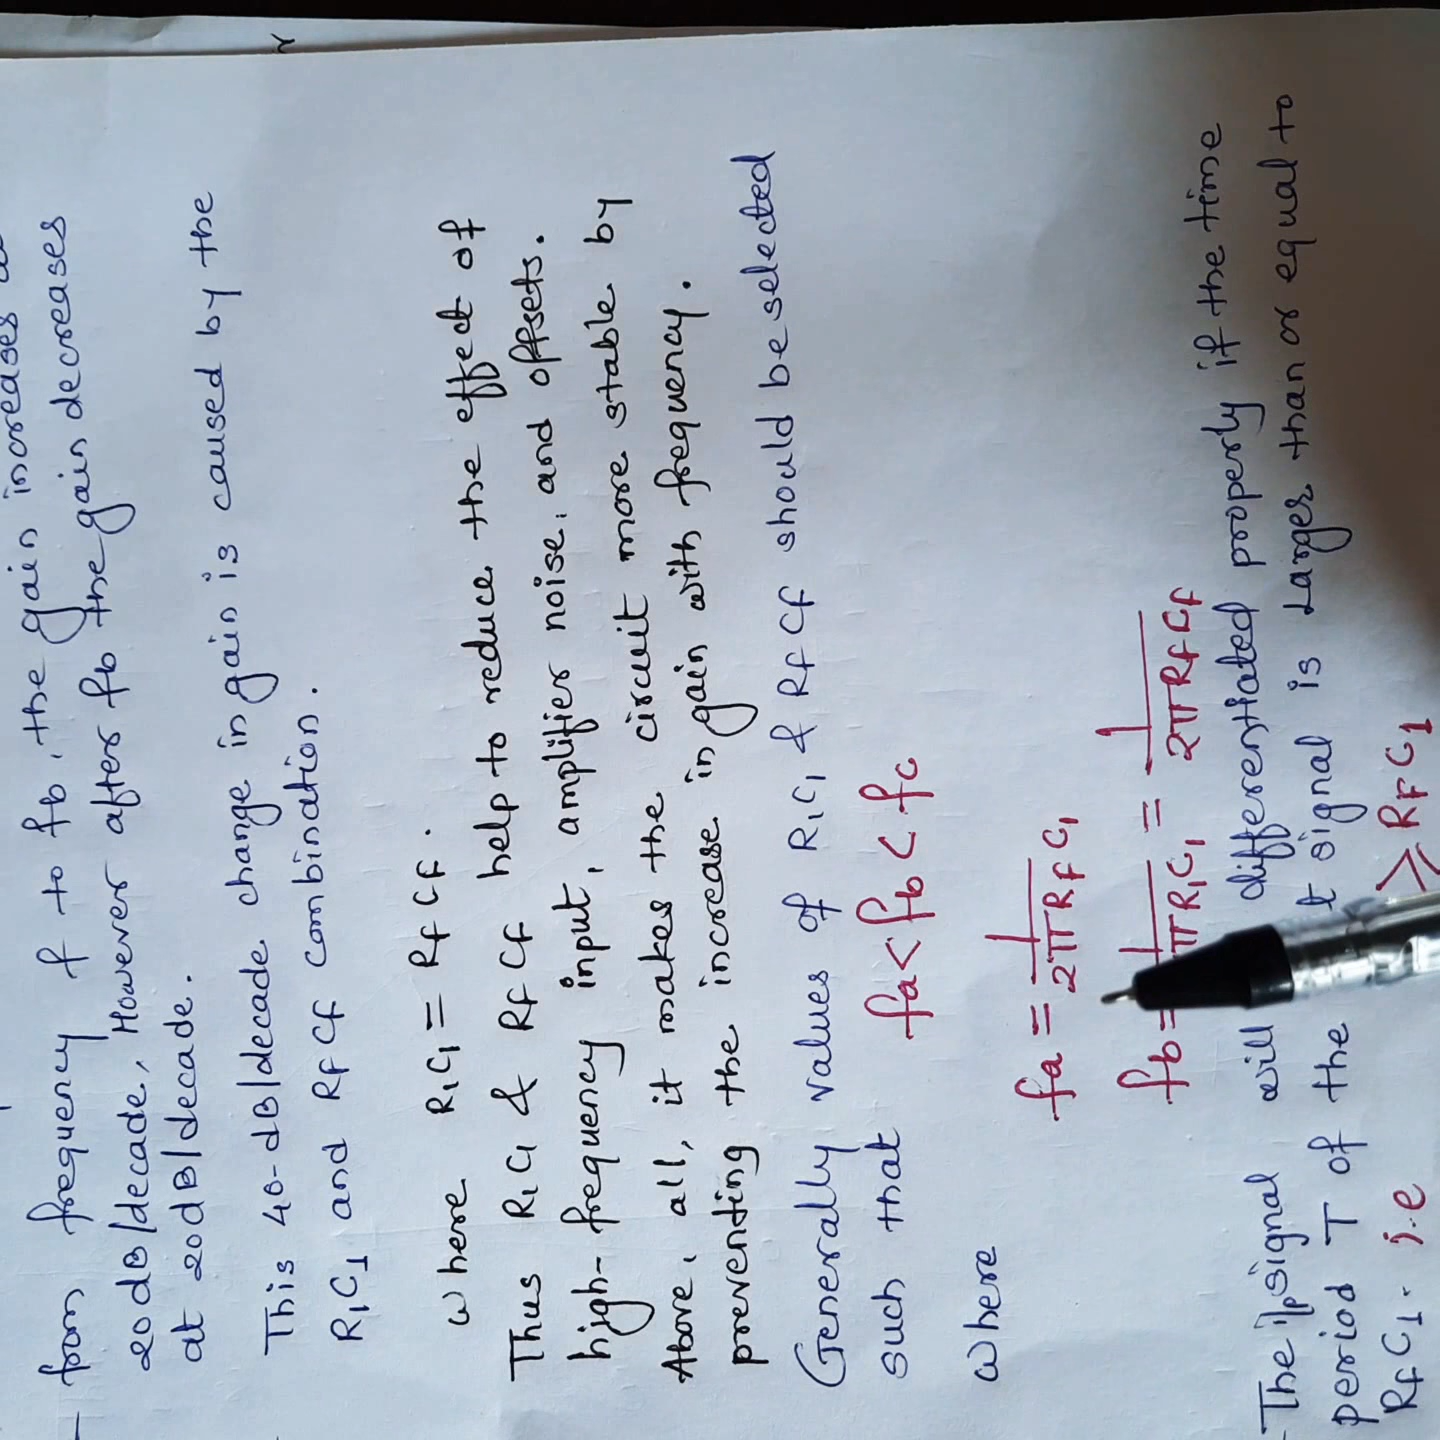 - from frequency f to fb, the gain increases
20dB/decade, However after fb the gain decreases
at 20dB/decade.
This 40-dB/decade change in gain is caused by the
R1C1 and RFCF combination.
where R1C1 = RFCF.
Thus R1C1 & RFCF help to reduce the effect of
high-frequency input, amplifier noise, and offsets.
Above, all, it makes the circuit more stable by
preventing the increase in gain with frequency.
Generally values of R1C1 & RFCF should be selected
such that
fa < fb < fc
where
fa = 1/2πRFC1
fb = 1/πR1C1 = 1/2πRFCF
- The i/p signal will differentiated properly if the time
period T of the t signal is Larger than or equal to
RFC1. i.e ≥ RFC1